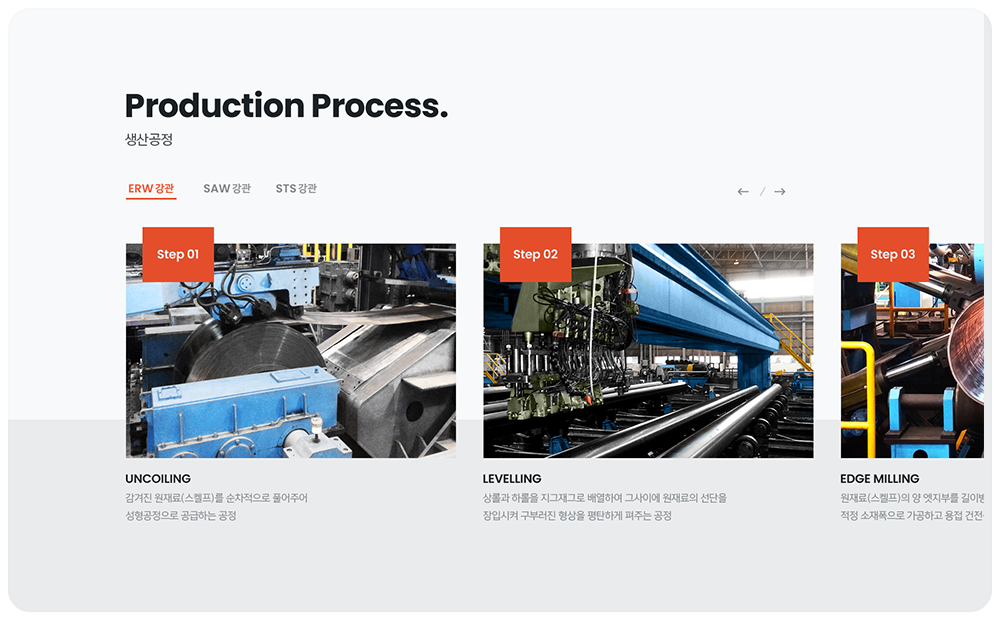 Production Process.
생산공정
ERW 강관 SAW 강관 STS 강관
← / →
Step 01
Step 02
Step 03
UNCOILING
감겨진 원재료(스켈프)를 순차적으로 풀어주어
성형공정으로 공급하는 공정
LEVELLING
상롤과 하롤을 지그재그로 배열하여 그사이에 원재료의 선단을
장입시켜 구부러진 형상을 평탄하게 펴주는 공정
EDGE MILLING
원재료(스켈프)의 양 엣지부를
적정 소재폭으로 가공하고 용접